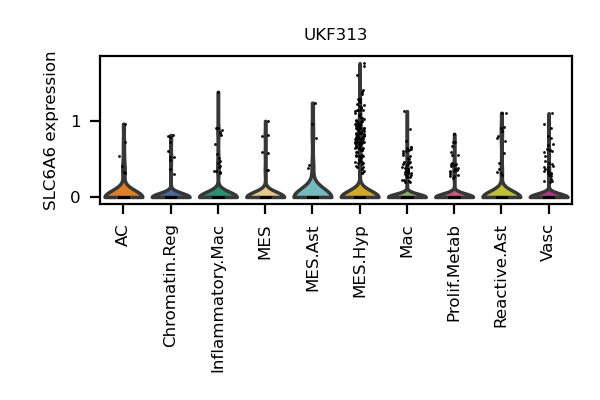 UKF313
SLC6A6 expression
1
0
AC
Chromatin.Reg
Inflammatory.Mac
MES
MES.Ast
MES.Hyp
Mac
Prolif.Metab
Reactive.Ast
Vasc